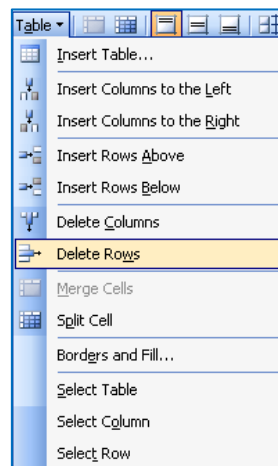 Table
Insert Table...
Insert Columns to the Left
Insert Columns to the Right
Insert Rows Above
Insert Rows Below
Delete Columns
Delete Rows
Merge Cells
Split Cell
Borders and Fill...
Select Table
Select Column
Select Row